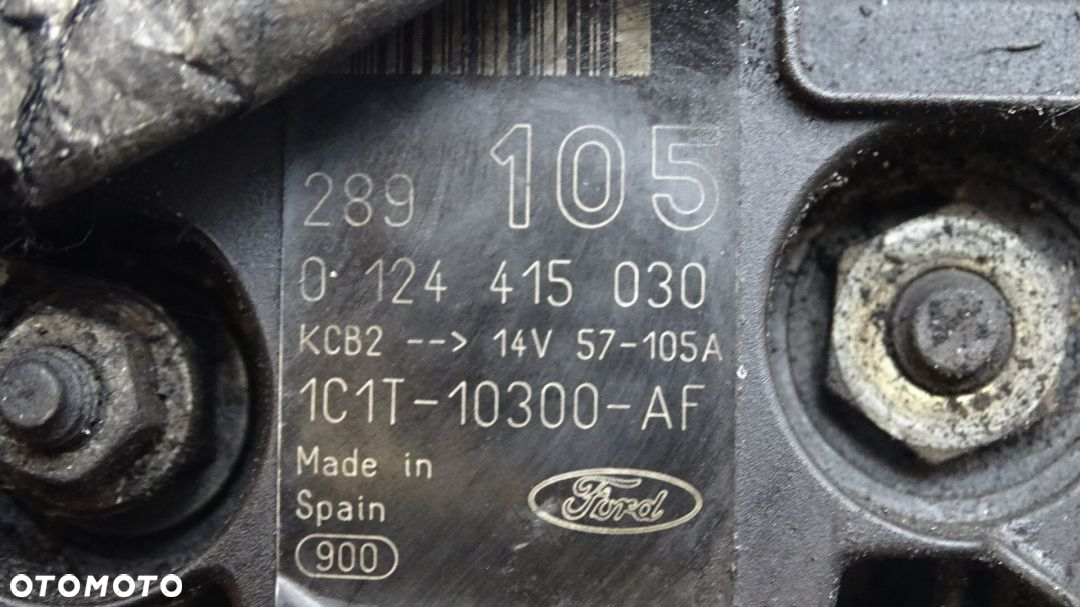 289 105
0 124 415 030
KCB2 --> 14V 57-105A
1C1T-10300-AF
Made in
Spain
Ford
900
OTOMOTO